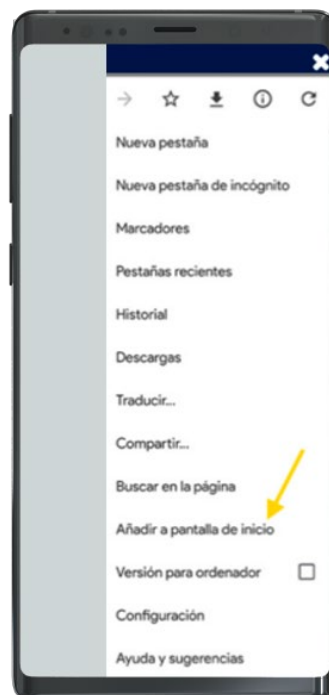 Nueva pestaña
Nueva pestaña de incógnito
Marcadores
Pestañas recientes
Historial
Descargas
Traducir...
Compartir...
Buscar en la página
Añadir a pantalla de inicio
Versión para ordenador
Configuración
Ayuda y sugerencias